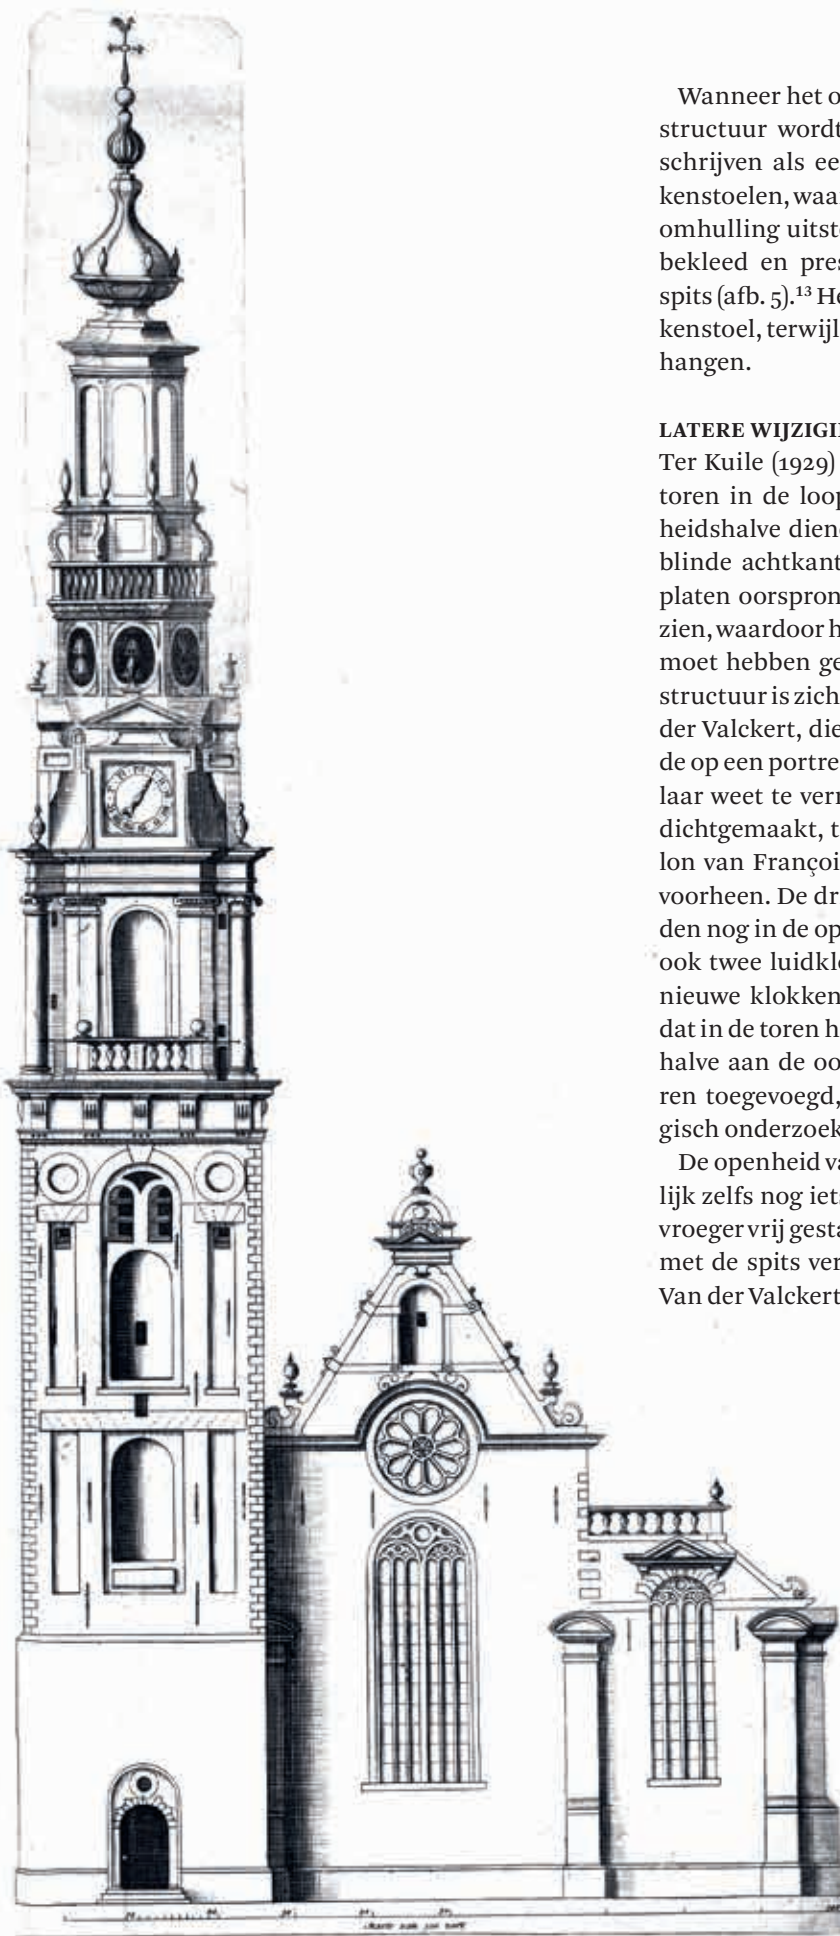 Wanneer het o
structuur wordt
schrijven als ee
kenstoelen, waa
omhulling uitst
bekleed en pres
spits (afb. 5).¹³ He
kenstoel, terwijl
hangen.
LATERE WIJZIGI
Ter Kuile (1929)
toren in de loop
heidshalve dien
blinde achtkant
platen oorspron
zien, waardoor h
moet hebben ge
structuur is zich
der Valckert, die
de op een portre
laar weet te ver
dichtgemaakt, t
lon van Françoi
voorheen. De dr
den nog in de op
ook twee luidkl
nieuwe klokken
dat in de toren h
halve aan de oo
ren toegevoegd,
gisch onderzoek
De openheid va
lijk zelfs nog iet
vroeger vrij gesta
met de spits ver
Van der Valckert